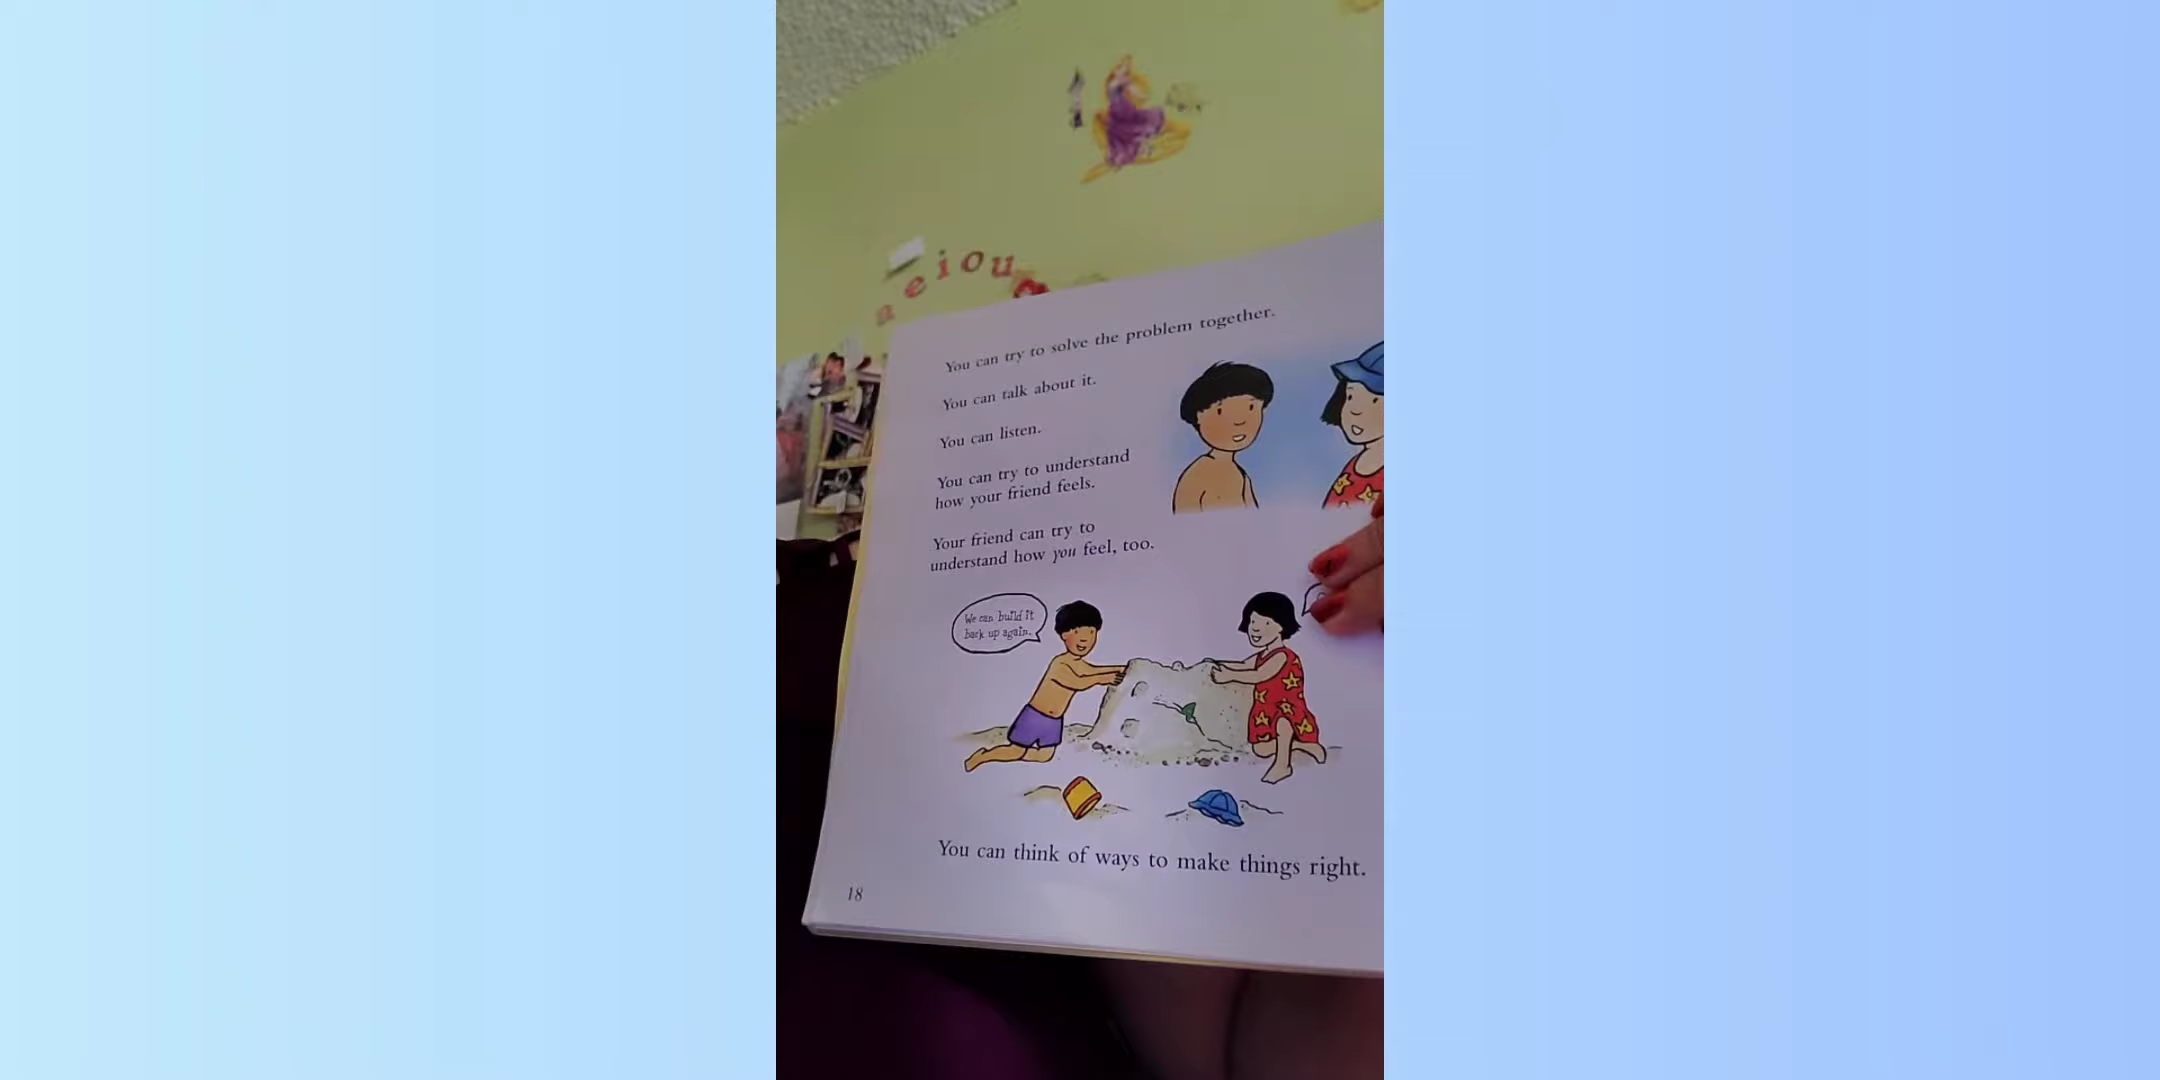 a e i o u
You can try to solve the problem together.
You can talk about it.
You can listen.
You can try to understand
how your friend feels.
Your friend can try to
understand how you feel, too.
We can build it
back up again.
You can think of ways to make things right.
18